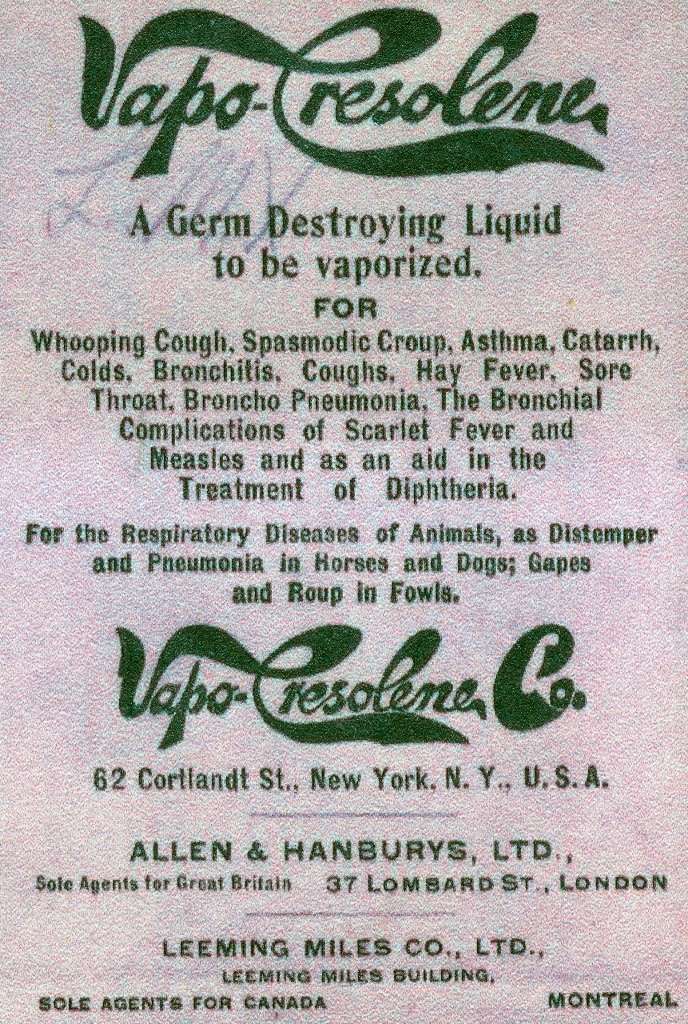 Vapo-Cresolene
A Germ Destroying Liquid
to be vaporized.
FOR
Whooping Cough, Spasmodic Croup, Asthma, Catarrh,
Colds, Bronchitis, Coughs, Hay Fever, Sore
Throat, Broncho Pneumonia, The Bronchial
Complications of Scarlet Fever and
Measles and as an aid in the
Treatment of Diphtheria.
For the Respiratory Diseases of Animals, as Distemper
and Pneumonia in Horses and Dogs; Gapes
and Roup in Fowls.
Vapo-Cresolene Co.
62 Cortlandt St., New York, N. Y., U. S. A.
ALLEN & HANBURYS, LTD.,
Sole Agents for Great Britain 37 LOMBARD ST., LONDON
LEEMING MILES CO., LTD.,
LEEMING MILES BUILDING,
SOLE AGENTS FOR CANADA MONTREAL